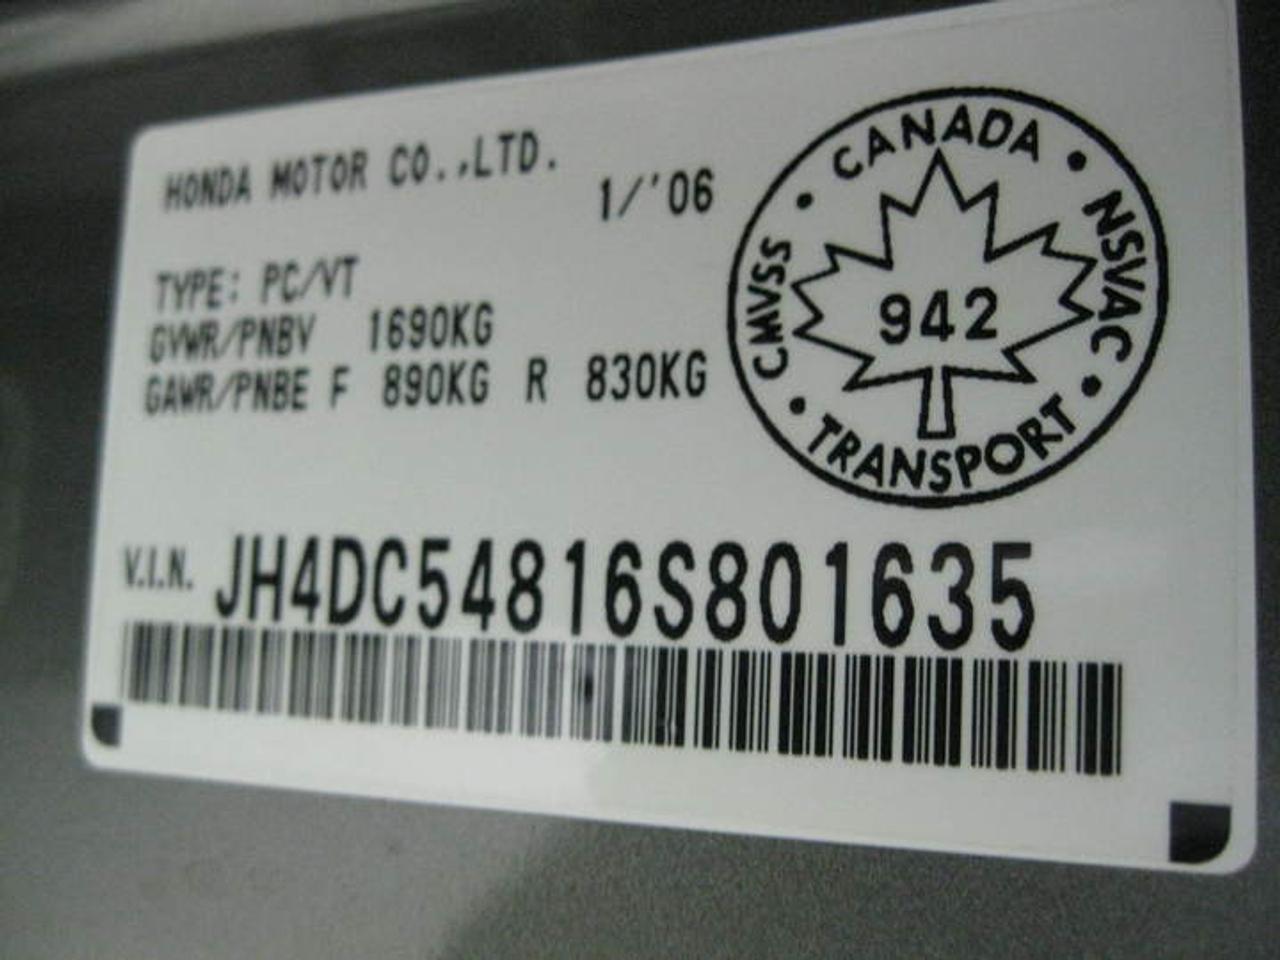 HONDA MOTOR CO.,LTD.
1/'06
TYPE: PC/VT
GVWR/PNBV 1690KG
GAWR/PNBE F 890KG R 830KG
CANADA • NSVAC • TRANSPORT • CMVSS •
942
V.I.N. JH4DC54816S801635